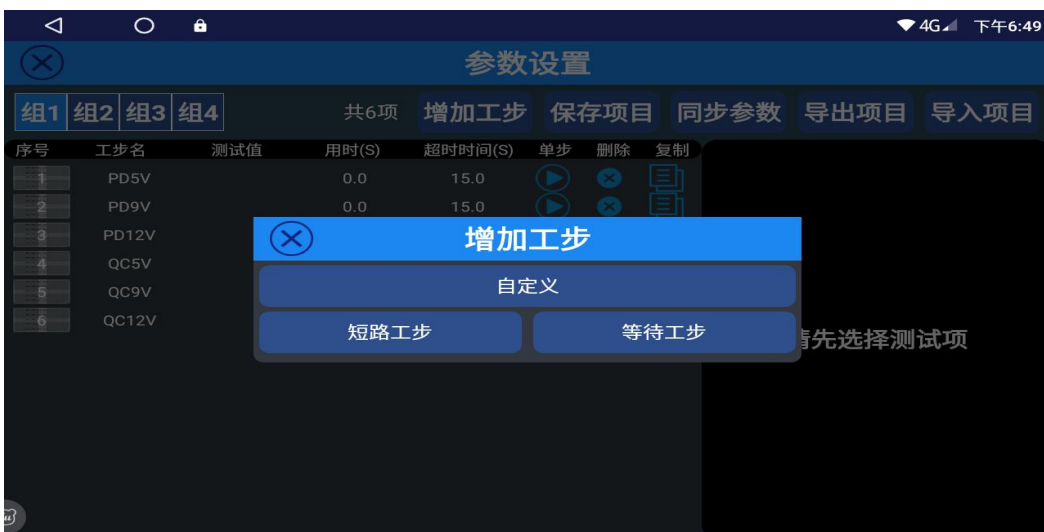 4G 下午6:49
参数设置
组1 组2 组3 组4 共6项 增加工步 保存项目 同步参数 导出项目 导入项目
序号 工步名 测试值 用时(S) 超时时间(S) 单步 删除 复制
1 PD5V 0.0 15.0
2 PD9V 0.0 15.0
3 PD12V
4 QC5V
5 QC9V
6 QC12V
增加工步
自定义
短路工步 等待工步
请先选择测试项